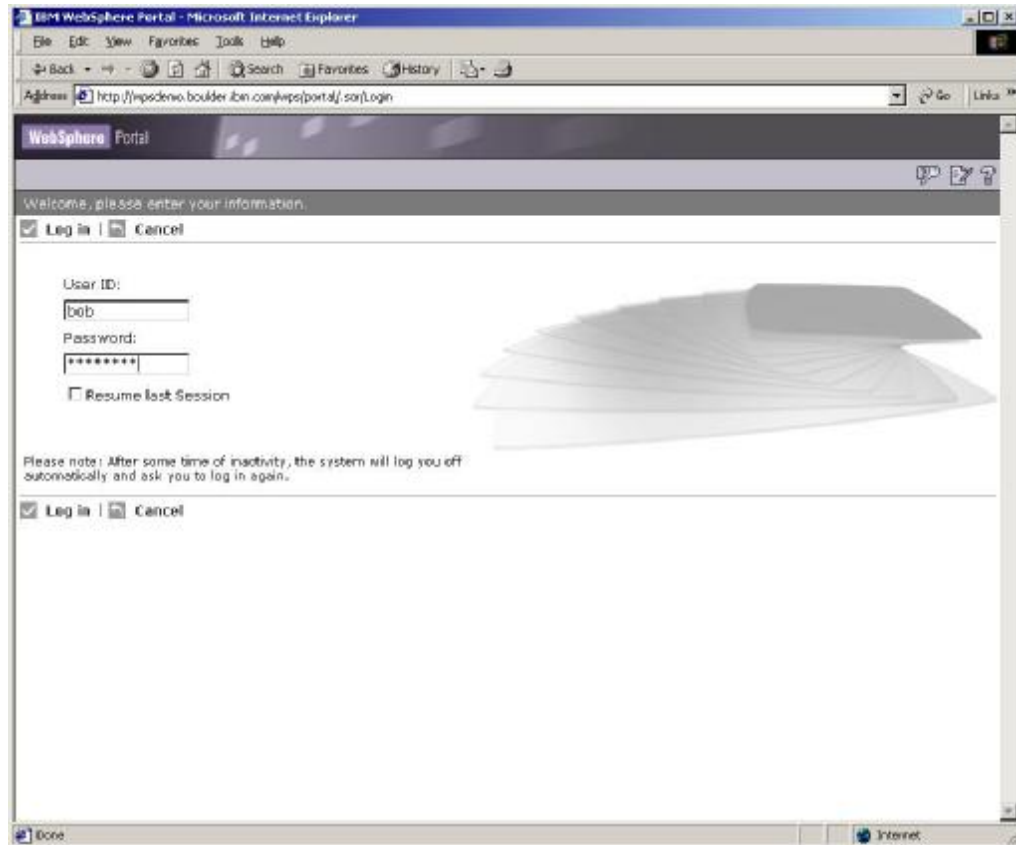 IBM WebSphere Portal - Microsoft Internet Explorer
File Edit View Favorites Tools Help
Back Search Favorites History
Address http://wpsdemo.boulder.ibm.com/wps/portal/.scr/Login Go Links »
WebSphere Portal
Welcome, please enter your information.
Log in | Cancel
User ID:
bob
Password:
********
Resume last Session
Please note: After some time of inactivity, the system will log you off
automatically and ask you to log in again.
Log in | Cancel
Done Internet